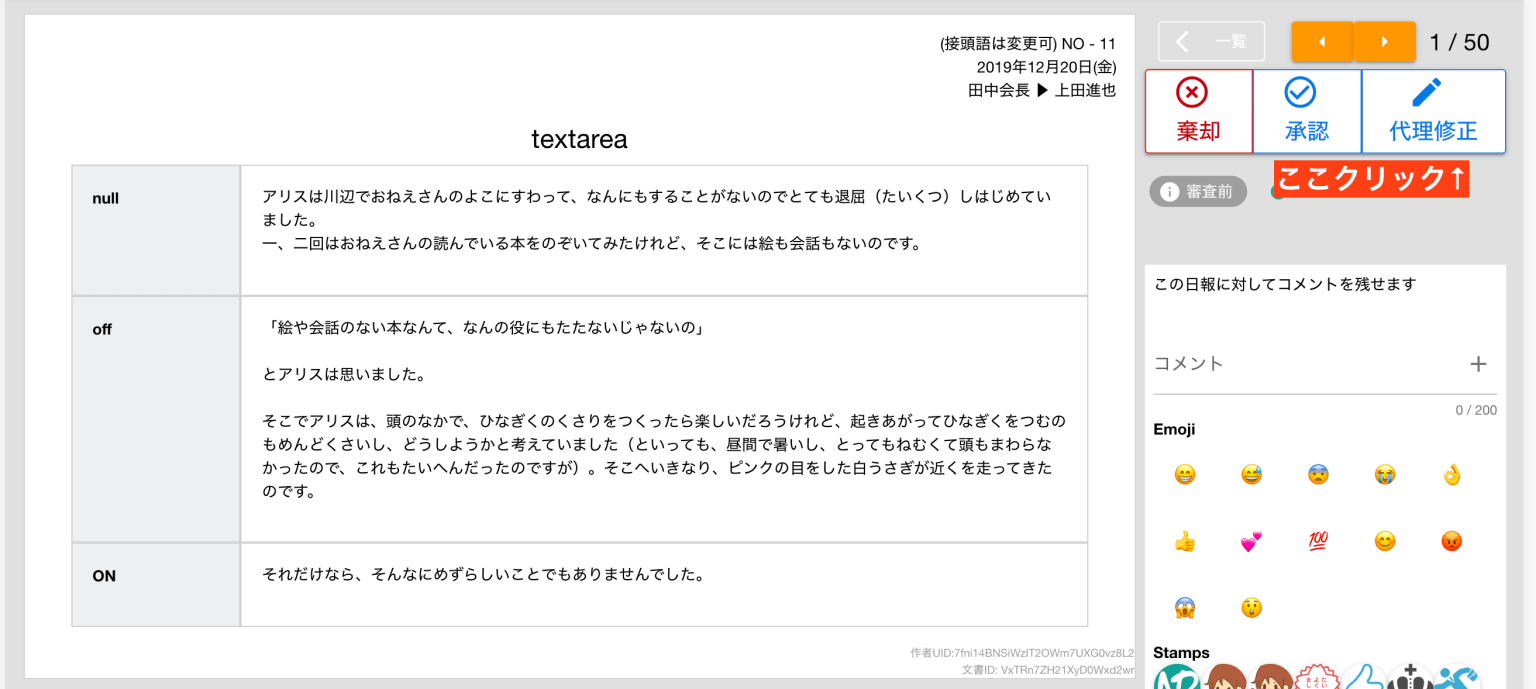 (接頭語は変更可) NO - 11
2019年12月20日(金)
田中会長 ▶ 上田進也
textarea
null
アリスは川辺でおねえさんのよこにすわって、なんにもすることがないのでとても退屈（たいくつ）しはじめてい
ました。
一、二回はおねえさんの読んでいる本をのぞいてみたけれど、そこには絵も会話もないのです。
off
「絵や会話のない本なんて、なんの役にもたたないじゃないの」
とアリスは思いました。
そこでアリスは、頭のなかで、ひなぎくのくさりをつくったら楽しいだろうけれど、起きあがってひなぎくをつむの
もめんどくさいし、どうしようかと考えていました（といっても、昼間で暑いし、とってもねむくて頭もまわらな
かったので、これもたいへんだったのですが）。そこへいきなり、ピンクの目をした白うさぎが近くを走ってきた
のです。
ON
それだけなら、そんなにめずらしいことでもありませんでした。
作者UID:7fni14BNSiWzIT2OWm7UXG0vz8L2
文書ID: VxTRn7ZH21XyD0Wxd2wr
一覧
1 / 50
棄却
承認
代理修正
ここクリック↑
審査前
この日報に対してコメントを残せます
コメント
0 / 200
Emoji
Stamps